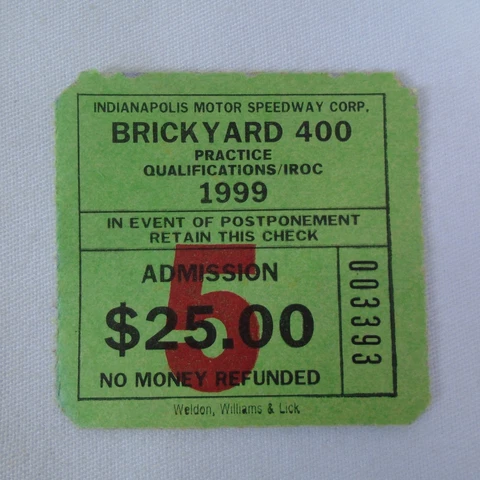 INDIANAPOLIS MOTOR SPEEDWAY CORP.
BRICKYARD 400
PRACTICE
QUALIFICATIONS/IROC
1999
IN EVENT OF POSTPONEMENT
RETAIN THIS CHECK
5
ADMISSION
$25.00
NO MONEY REFUNDED
003393
Weldon, Williams & Lick